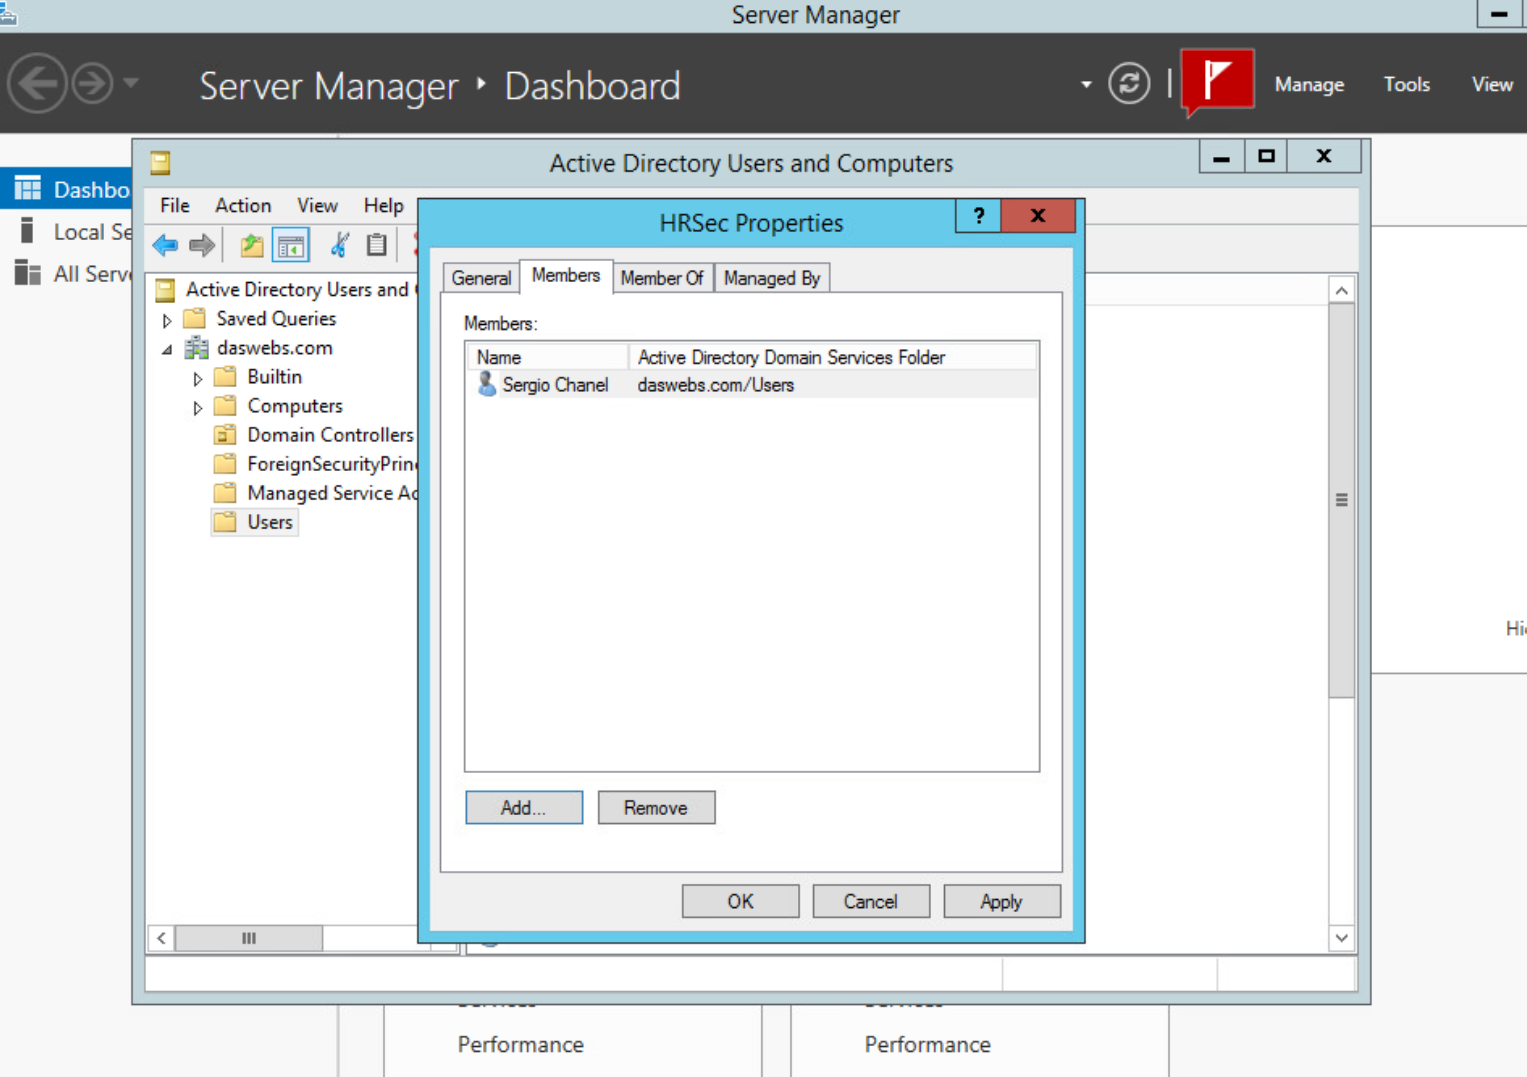 Server Manager
Server Manager ‣ Dashboard
Manage Tools View
Dashbo
Local Se
All Serv
Active Directory Users and Computers
File Action View Help
Active Directory Users and
Saved Queries
daswebs.com
Builtin
Computers
Domain Controllers
ForeignSecurityPrin
Managed Service Ac
Users
HRSec Properties
? x
General Members Member Of Managed By
Members:
Name Active Directory Domain Services Folder
Sergio Chanel daswebs.com/Users
Add... Remove
OK Cancel Apply
Hi
Performance Performance